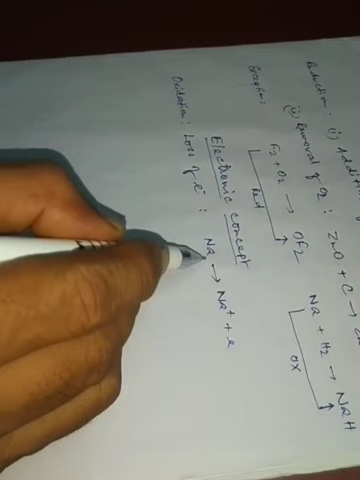 Reduction: (i) Addition
(ii) Removal of O2 : ZnO + C →
Exception: F2 + O2 → OF2 Na + H2 → NaH
Red ox
Electronic concept
Oxidation: Loss of e⁻ : Na → Na⁺ + e